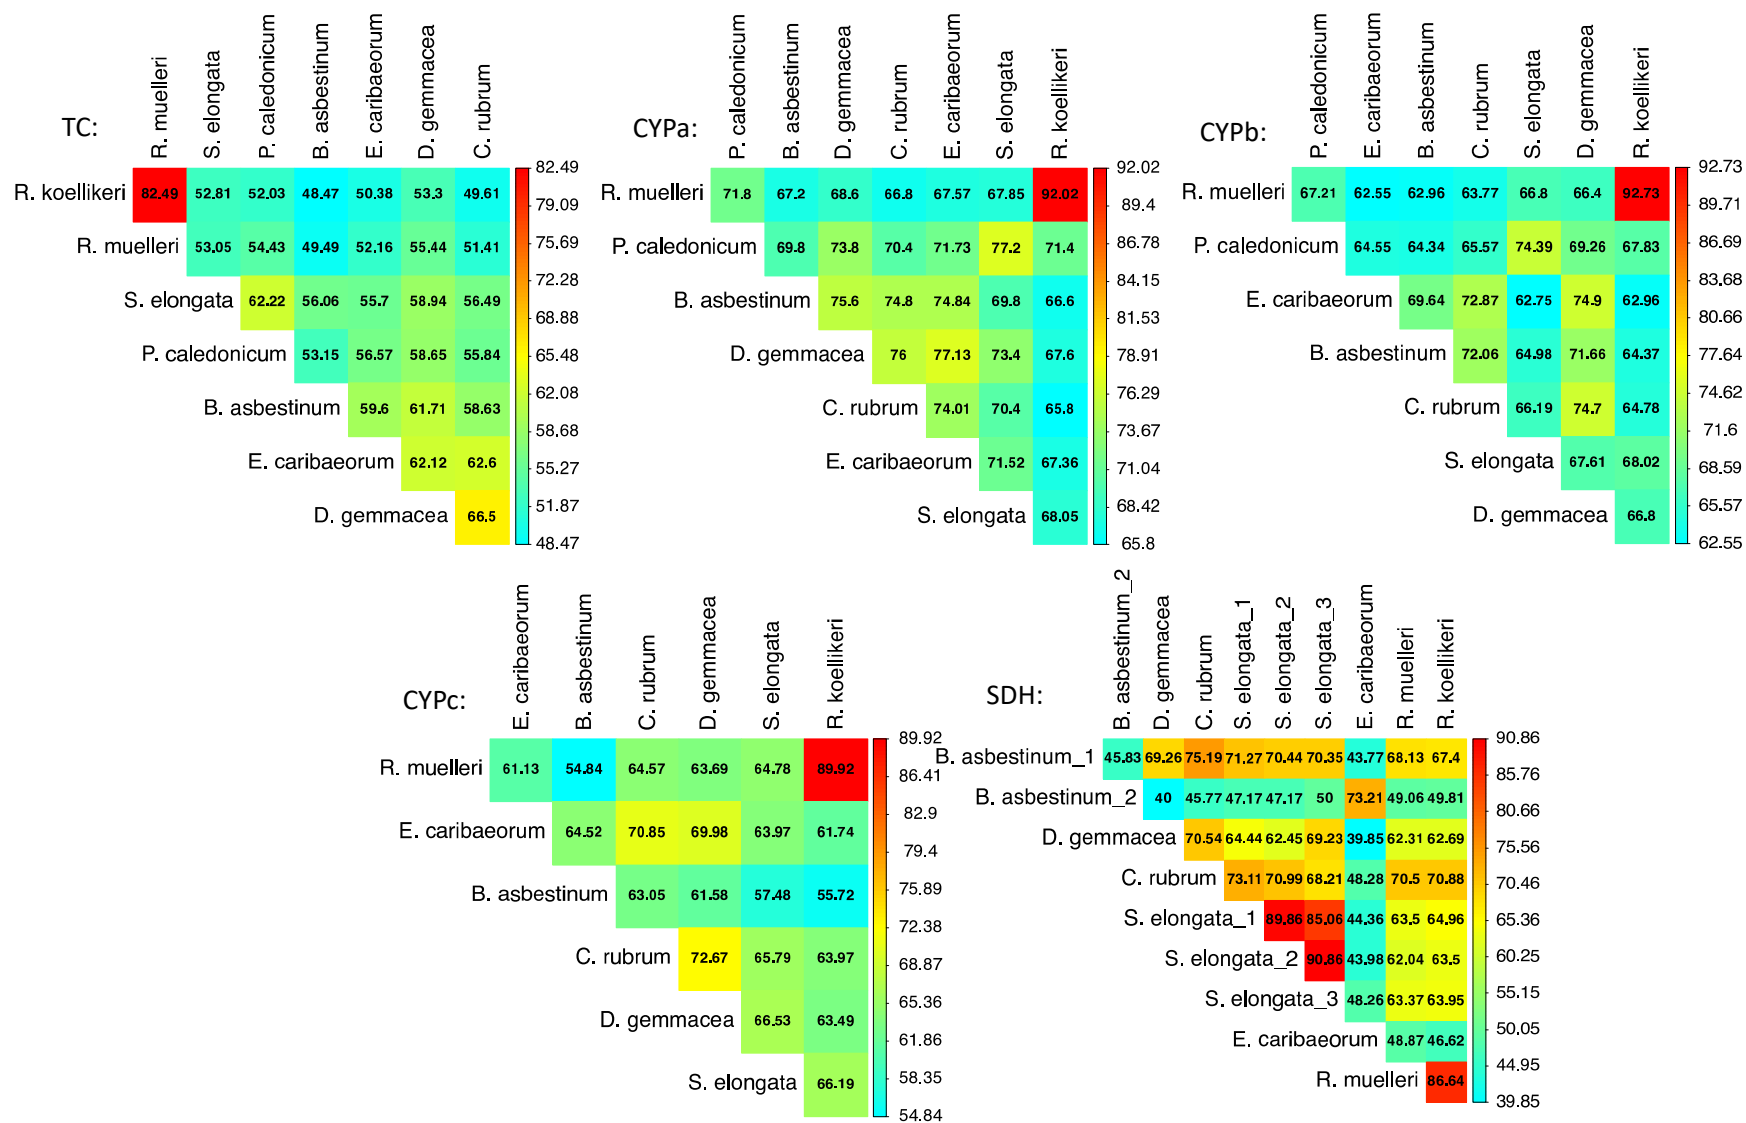 TC:
R. muelleri
S. elongata
P. caledonicum
B. asbestinum
E. caribaeorum
D. gemmacea
C. rubrum
R. koellikeri 82.49 52.81 52.03 48.47 50.38 53.3 49.61
R. muelleri 53.05 54.43 49.49 52.16 55.44 51.41
S. elongata 62.22 56.06 55.7 58.94 56.49
P. caledonicum 53.15 56.57 58.65 55.84
B. asbestinum 59.6 61.71 58.63
E. caribaeorum 62.12 62.6
D. gemmacea 66.5
82.49
79.09
75.69
72.28
68.88
65.48
62.08
58.68
55.27
51.87
48.47
CYPa:
P. caledonicum
B. asbestinum
D. gemmacea
C. rubrum
E. caribaeorum
S. elongata
R. koellikeri
R. muelleri 71.8 67.2 68.6 66.8 67.57 67.85 92.02
P. caledonicum 69.8 73.8 70.4 71.73 77.2 71.4
B. asbestinum 75.6 74.8 74.84 69.8 66.6
D. gemmacea 76 77.13 73.4 67.6
C. rubrum 74.01 70.4 65.8
E. caribaeorum 71.52 67.36
S. elongata 68.05
92.02
89.4
86.78
84.15
81.53
78.91
76.29
73.67
71.04
68.42
65.8
CYPb:
P. caledonicum
E. caribaeorum
B. asbestinum
C. rubrum
S. elongata
D. gemmacea
R. koellikeri
R. muelleri 67.21 62.55 62.96 63.77 66.8 66.4 92.73
P. caledonicum 64.55 64.34 65.57 74.39 69.26 67.83
E. caribaeorum 69.64 72.87 62.75 74.9 62.96
B. asbestinum 72.06 64.98 71.66 64.37
C. rubrum 66.19 74.7 64.78
S. elongata 67.61 68.02
D. gemmacea 66.8
92.73
89.71
86.69
83.68
80.66
77.64
74.62
71.6
68.59
65.57
62.55
CYPc:
E. caribaeorum
B. asbestinum
C. rubrum
D. gemmacea
S. elongata
R. koellikeri
R. muelleri 61.13 54.84 64.57 63.69 64.78 89.92
E. caribaeorum 64.52 70.85 69.98 63.97 61.74
B. asbestinum 63.05 61.58 57.48 55.72
C. rubrum 72.67 65.79 63.97
D. gemmacea 66.53 63.49
S. elongata 66.19
89.92
86.41
82.9
79.4
75.89
72.38
68.87
65.36
61.86
58.35
54.84
SDH:
B. asbestinum_2
D. gemmacea
C. rubrum
S. elongata_1
S. elongata_2
S. elongata_3
E. caribaeorum
R. muelleri
R. koellikeri
B. asbestinum_1 45.83 69.26 75.19 71.27 70.44 70.35 43.77 68.13 67.4
B. asbestinum_2 40 45.77 47.17 47.17 50 73.21 49.06 49.81
D. gemmacea 70.54 64.44 62.45 69.23 39.85 62.31 62.69
C. rubrum 73.11 70.99 68.21 48.28 70.5 70.88
S. elongata_1 89.86 85.06 44.36 63.5 64.96
S. elongata_2 90.86 43.98 62.04 63.5
S. elongata_3 48.26 63.37 63.95
E. caribaeorum 48.87 46.62
R. muelleri 86.64
90.86
85.76
80.66
75.56
70.46
65.36
60.25
55.15
50.05
44.95
39.85